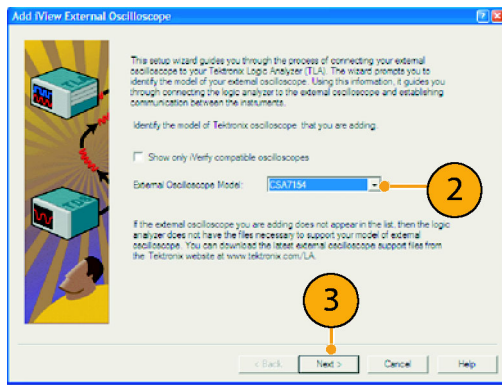 Add iView External Oscilloscope
This setup wizard guides you through the process of connecting your external
oscilloscope to your Tektronix Logic Analyzer (TLA). The wizard prompts you to
identify the model of your external oscilloscope. Using this information, it guides you
through connecting the logic analyzer to the external oscilloscope and establishing
communication between the instruments.
Identify the model of Tektronix oscilloscope that you are adding.
Show only iVerify compatible oscilloscopes
External Oscilloscope Model: CSA7154
2
If the external oscilloscope you are adding does not appear in the list, then the logic
analyzer does not have the files necessary to support your model of external
oscilloscope. You can download the latest external oscilloscope support files from
the Tektronix website at www.tektronix.com/LA.
3
< Back Next > Cancel Help
TLA
TDS